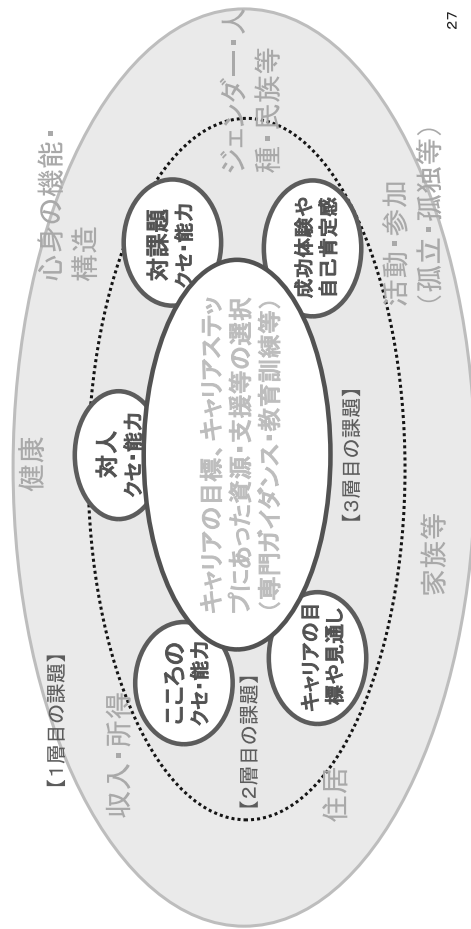 【1層目の課題】
収入・所得
健康
心身の機能・
構造
ジェンダー・人
種・民族等
活動・参加
(孤立・孤独等)
家族等
住居
【2層目の課題】
こころの
クセ・能力
対人
クセ・能力
対課題
クセ・能力
成功体験や
自己肯定感
キャリアの目
標や見通し
【3層目の課題】
キャリアの目標、キャリアステッ
プにあった資源・支援等の選択
(専門ガイダンス・教育訓練等)
27